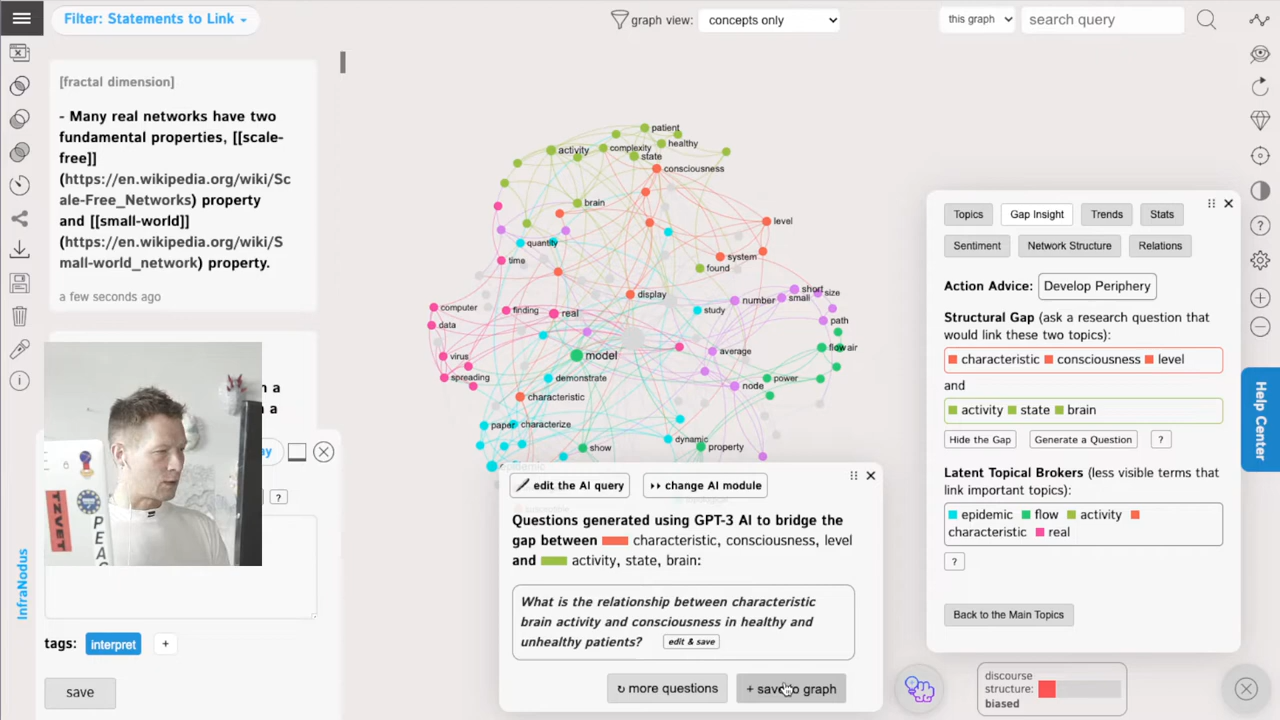 Filter: Statements to Link
graph view:
concepts only
this graph
search query
[fractal dimension]
- Many real networks have two
fundamental properties, [[scale-
free]]
(https://en.wikipedia.org/wiki/Sc
ale-Free_Networks) property
and [[small-world]]
(https://en.wikipedia.org/wiki/S
mall-world_network) property.
a few seconds ago
n a
n a
ay
?
TZVET
PEAC
InfraNodus
tags:
interpret
+
save
patient
activity
complexity
healthy
state
consciousness
brain
level
quantity
system
time
found
display
number
short
size
small
computer
finding
real
study
path
data
average
flow
air
virus
model
spreading
demonstrate
power
node
characteristic
paper
characterize
dynamic
show
property
epidemic
edit the AI query
change AI module
Questions generated using GPT-3 AI to bridge the
gap between characteristic, consciousness, level
and activity, state, brain:
What is the relationship between characteristic
brain activity and consciousness in healthy and
unhealthy patients? edit & save
↻ more questions
+ save to graph
Topics
Gap Insight
Trends
Stats
Sentiment
Network Structure
Relations
Action Advice: Develop Periphery
Structural Gap (ask a research question that
would link these two topics):
characteristic consciousness level
and
activity state brain
Hide the Gap
Generate a Question
?
Latent Topical Brokers (less visible terms that
link important topics):
epidemic flow activity
characteristic real
?
Back to the Main Topics
Help Center
discourse
structure:
biased